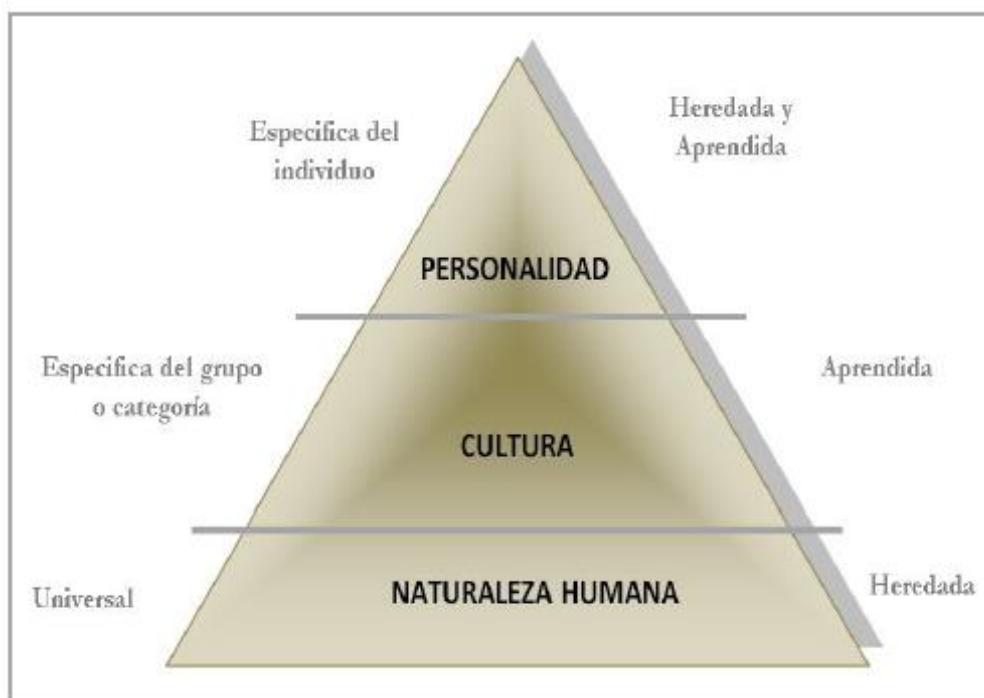 Especifica del
individuo
Heredada y
Aprendida
PERSONALIDAD
Especifica del grupo
o categoría
Aprendida
CULTURA
Universal
NATURALEZA HUMANA
Heredada